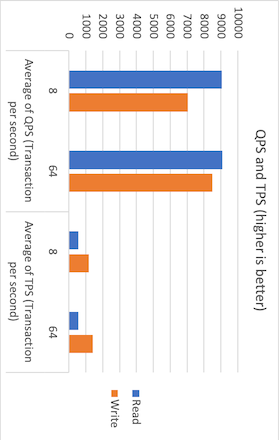 QPS and TPS (higher is better)
10000
9000
8000
7000
6000
5000
4000
3000
2000
1000
0
8
64
8
64
Average of QPS (Transaction
per second)
Average of TPS (Transaction
per second)
Read
Write